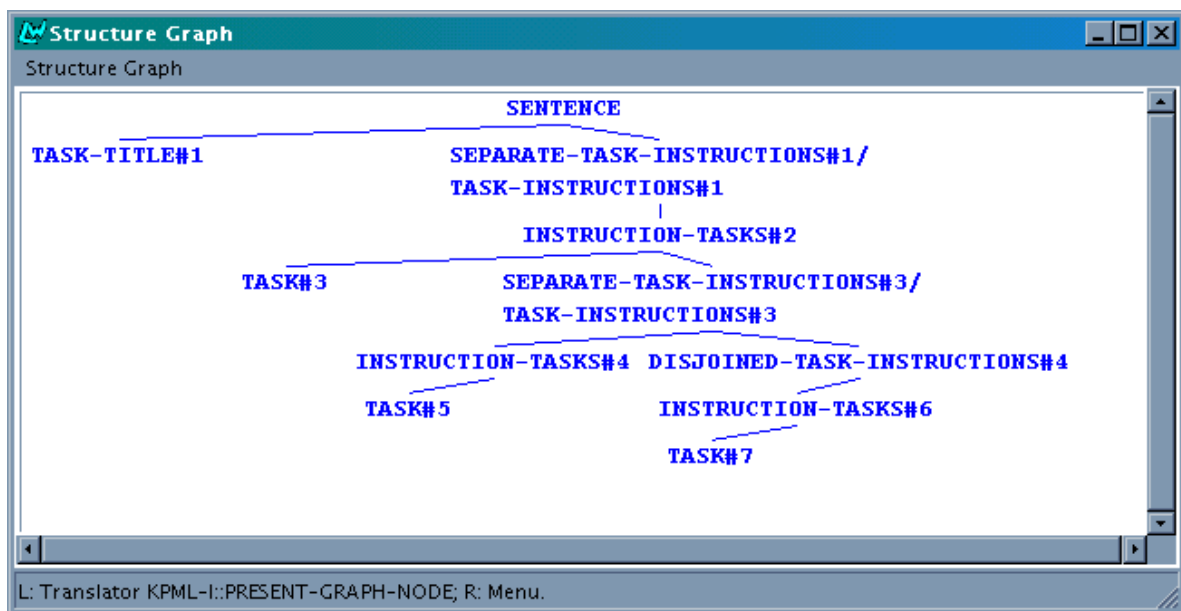 Structure Graph
Structure Graph
SENTENCE
TASK-TITLE#1 SEPARATE-TASK-INSTRUCTIONS#1/
TASK-INSTRUCTIONS#1
INSTRUCTION-TASKS#2
TASK#3 SEPARATE-TASK-INSTRUCTIONS#3/
TASK-INSTRUCTIONS#3
INSTRUCTION-TASKS#4 DISJOINED-TASK-INSTRUCTIONS#4
TASK#5 INSTRUCTION-TASKS#6
TASK#7
L: Translator KPML-I::PRESENT-GRAPH-NODE; R: Menu.